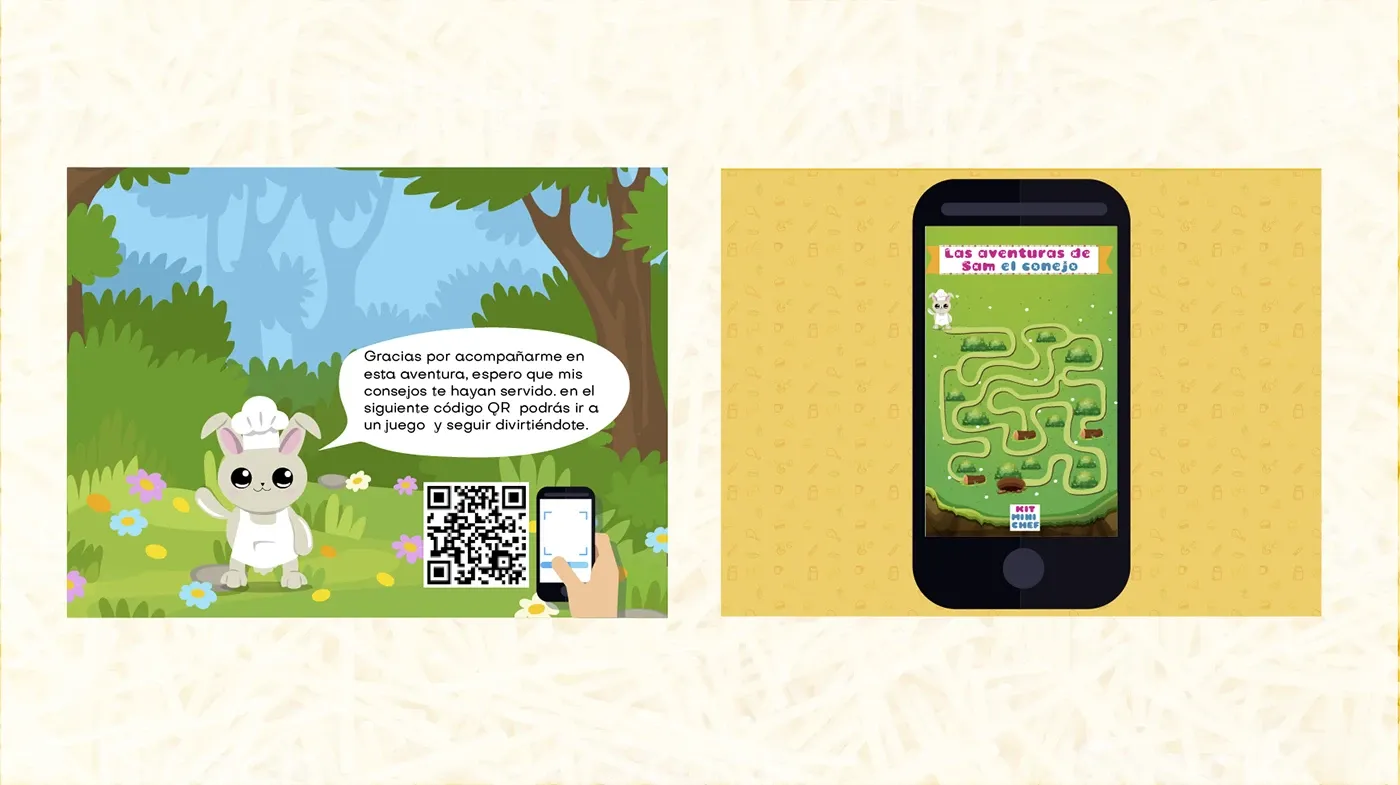 Gracias por acompañarme en
esta aventura, espero que mis
consejos te hayan servido. en el
siguiente código QR podrás ir a
un juego y seguir divirtiéndote.
Las aventuras de
Sam el conejo
KIT
MINI
CHEF